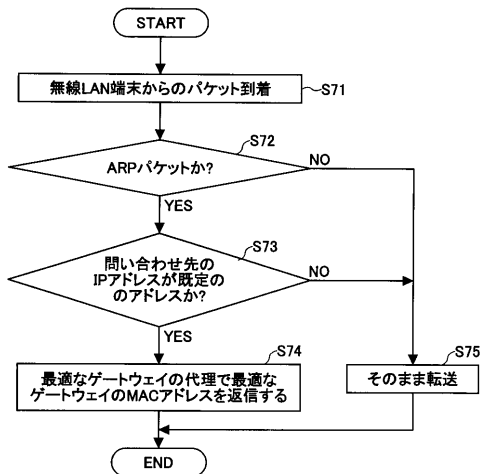 START
無線LAN端末からのパケット到着
S71
S72
ARPパケットか?
NO
YES
S73
問い合わせ先の
IPアドレスが既定の
のアドレスか?
NO
YES
S74
最適なゲートウェイの代理で最適な
ゲートウェイのMACアドレスを返信する
S75
そのまま転送
END